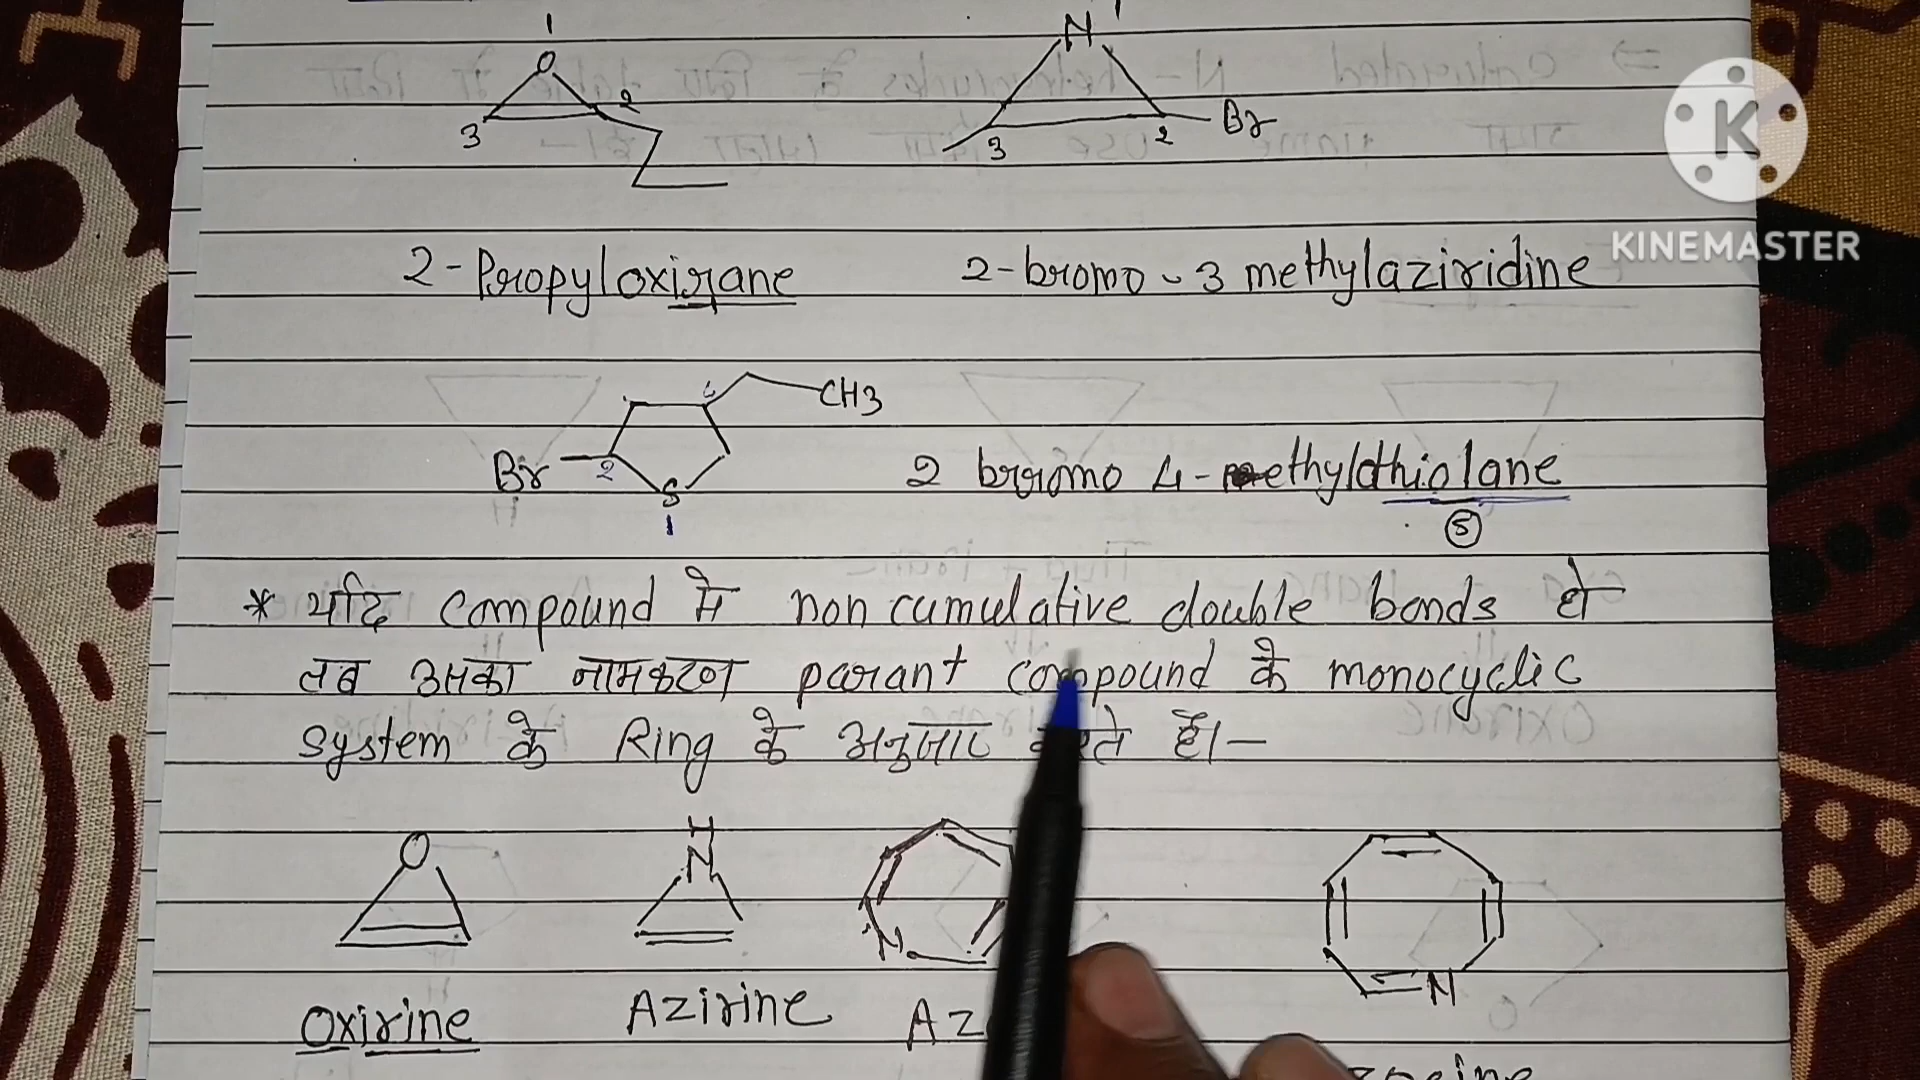 1
O
2
3
N
1
2
3
Br
K
KINEMASTER
2-Propyloxirane
2-bromo-3 methylaziridine
CH3
Br
2
S
1
2 bromo 4-ethylthiolane
5
* यदि compound मे non cumulative double bonds हो
तब उसका नामकरण parant compound के monocyclic
system के Ring के अनुसार करते हैं।-
O
H
N
N
N
Oxirine
Azirine
Az